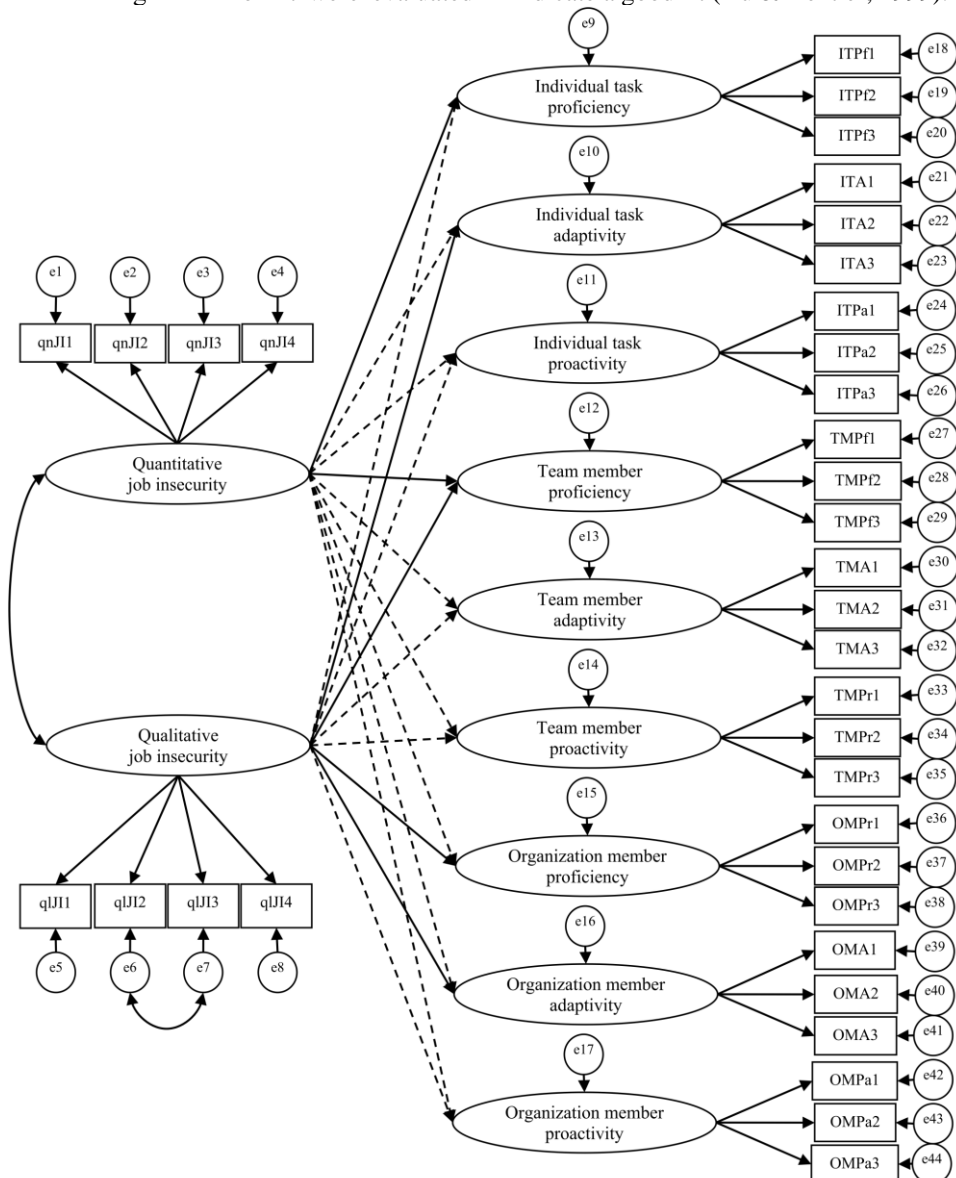 were evaluated a good fit
e9
Individual task
proficiency
ITPf1
e18
ITPf2
e19
ITPf3
e20
e10
Individual task
adaptivity
ITA1
e21
ITA2
e22
ITA3
e23
e1
e2
e3
e4
qnJI1
qnJI2
qnJI3
qnJI4
e11
Individual task
proactivity
ITPa1
e24
ITPa2
e25
ITPa3
e26
Quantitative
job insecurity
e12
Team member
proficiency
TMPf1
e27
TMPf2
e28
TMPf3
e29
e13
Team member
adaptivity
TMA1
e30
TMA2
e31
TMA3
e32
Qualitative
job insecurity
e14
Team member
proactivity
TMPr1
e33
TMPr2
e34
TMPr3
e35
e15
Organization member
proficiency
OMPr1
e36
OMPr2
e37
OMPr3
e38
qlJI1
qlJI2
qlJI3
qlJI4
e5
e6
e7
e8
e16
Organization member
adaptivity
OMA1
e39
OMA2
e40
OMA3
e41
e17
Organization member
proactivity
OMPa1
e42
OMPa2
e43
OMPa3
e44